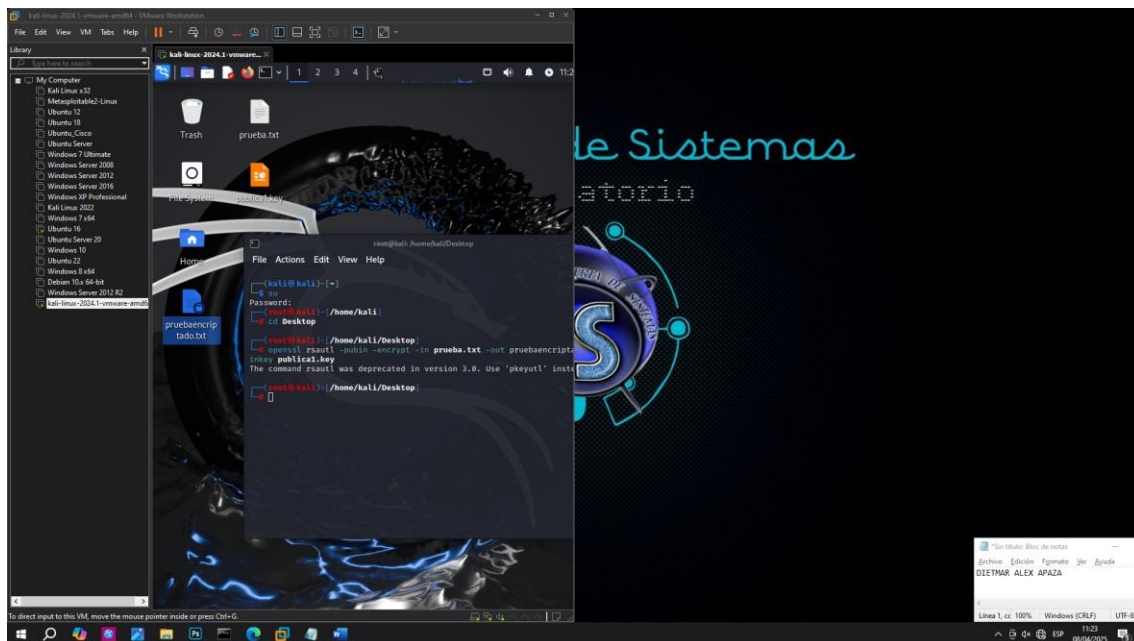 kali-linux-2024.1-vmware-amd64 - VMware Workstation
File Edit View VM Tabs Help
Library
Type here to search
My Computer
Kali Linux x32
Metasploitable2-Linux
Ubuntu 12
Ubuntu 18
Ubuntu_Cisco
Ubuntu Server
Windows 7 Ultimate
Windows Server 2008
Windows Server 2012
Windows Server 2016
Windows XP Professional
Kali Linux 2022
Windows 7 x64
Ubuntu 16
Ubuntu Server 20
Windows 10
Ubuntu 22
Windows 8 x64
Debian 10.x 64-bit
Windows Server 2012 R2
kali-linux-2024.1-vmware-amd6
kali-linux-2024.1-vmware...
1 2 3 4
11:2
Trash
prueba.txt
File System
publica1.key
Home
pruebaencrip
tado.txt
root@kali: /home/kali/Desktop
File Actions Edit View Help
(kali@kali)-[~]
$ su
Password:
(root@kali)-[/home/kali]
# cd Desktop
(root@kali)-[/home/kali/Desktop]
# openssl rsautl -pubin -encrypt -in prueba.txt -out pruebaencripta
inkey publica1.key
The command rsautl was deprecated in version 3.0. Use 'pkeyutl' inste
(root@kali)-[/home/kali/Desktop]
#
de Sistemas
atorio
ERIA DE SISTEMAS
S
*Sin título: Bloc de notas
Archivo Edición Formato Ver Ayuda
DIETMAR ALEX APAZA
Línea 1, cc 100% Windows (CRLF) UTF-8
To direct input to this VM, move the mouse pointer inside or press Ctrl+G.
ESP
11:23
08/04/2025